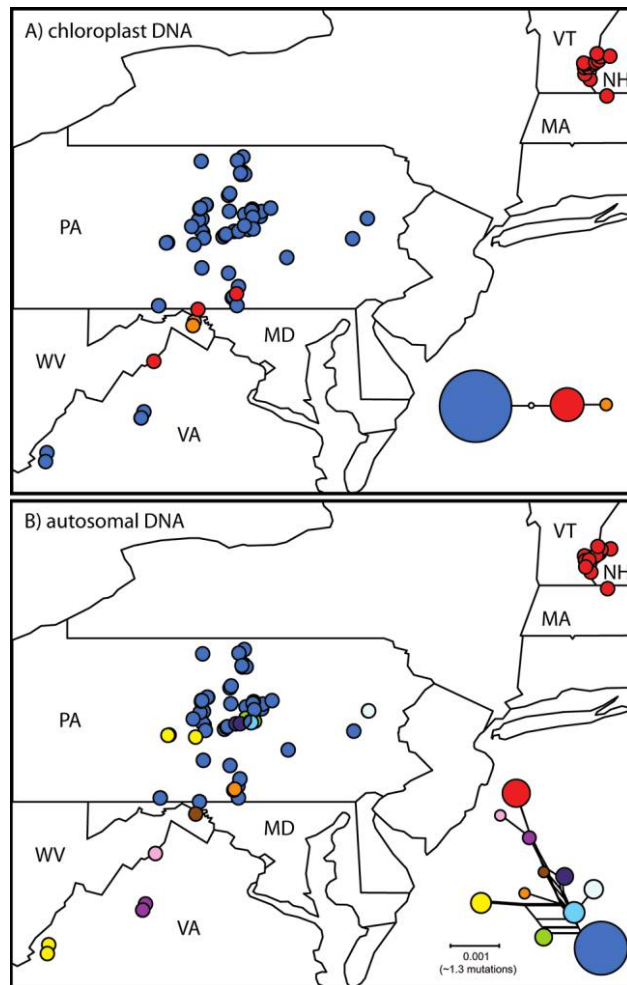 A) chloroplast DNA
VT
NH
MA
PA
WV
MD
VA
B) autosomal DNA
VT
NH
MA
PA
WV
MD
VA
0.001
(~1.3 mutations)